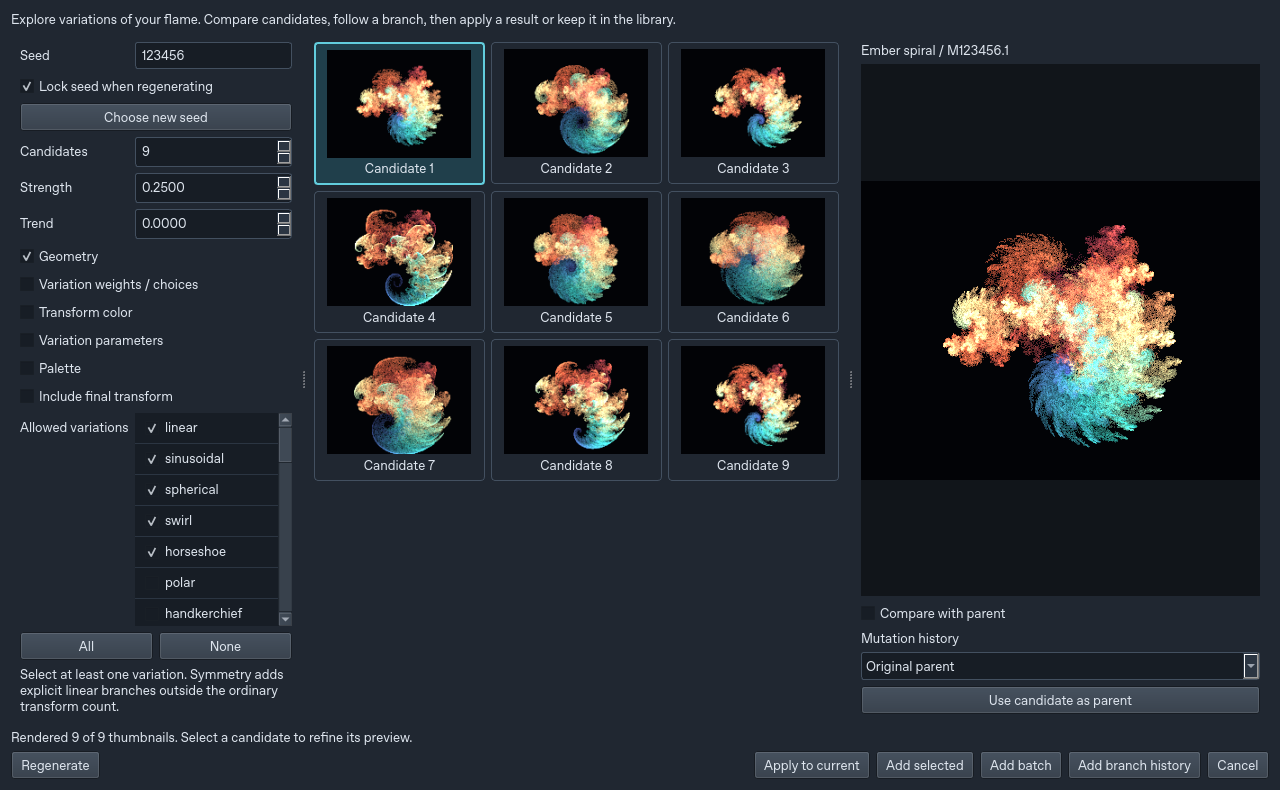 Explore variations of your flame. Compare candidates, follow a branch, then apply a result or keep it in the library.
Seed
123456
Lock seed when regenerating
Choose new seed
Candidates
9
Strength
0.2500
Trend
0.0000
Geometry
Variation weights / choices
Transform color
Variation parameters
Palette
Include final transform
Allowed variations
linear
sinusoidal
spherical
swirl
horseshoe
polar
handkerchief
All
None
Select at least one variation. Symmetry adds
explicit linear branches outside the ordinary
transform count.
Candidate 1
Candidate 2
Candidate 3
Candidate 4
Candidate 5
Candidate 6
Candidate 7
Candidate 8
Candidate 9
Ember spiral / M123456.1
Compare with parent
Mutation history
Original parent
Use candidate as parent
Rendered 9 of 9 thumbnails. Select a candidate to refine its preview.
Regenerate
Apply to current
Add selected
Add batch
Add branch history
Cancel